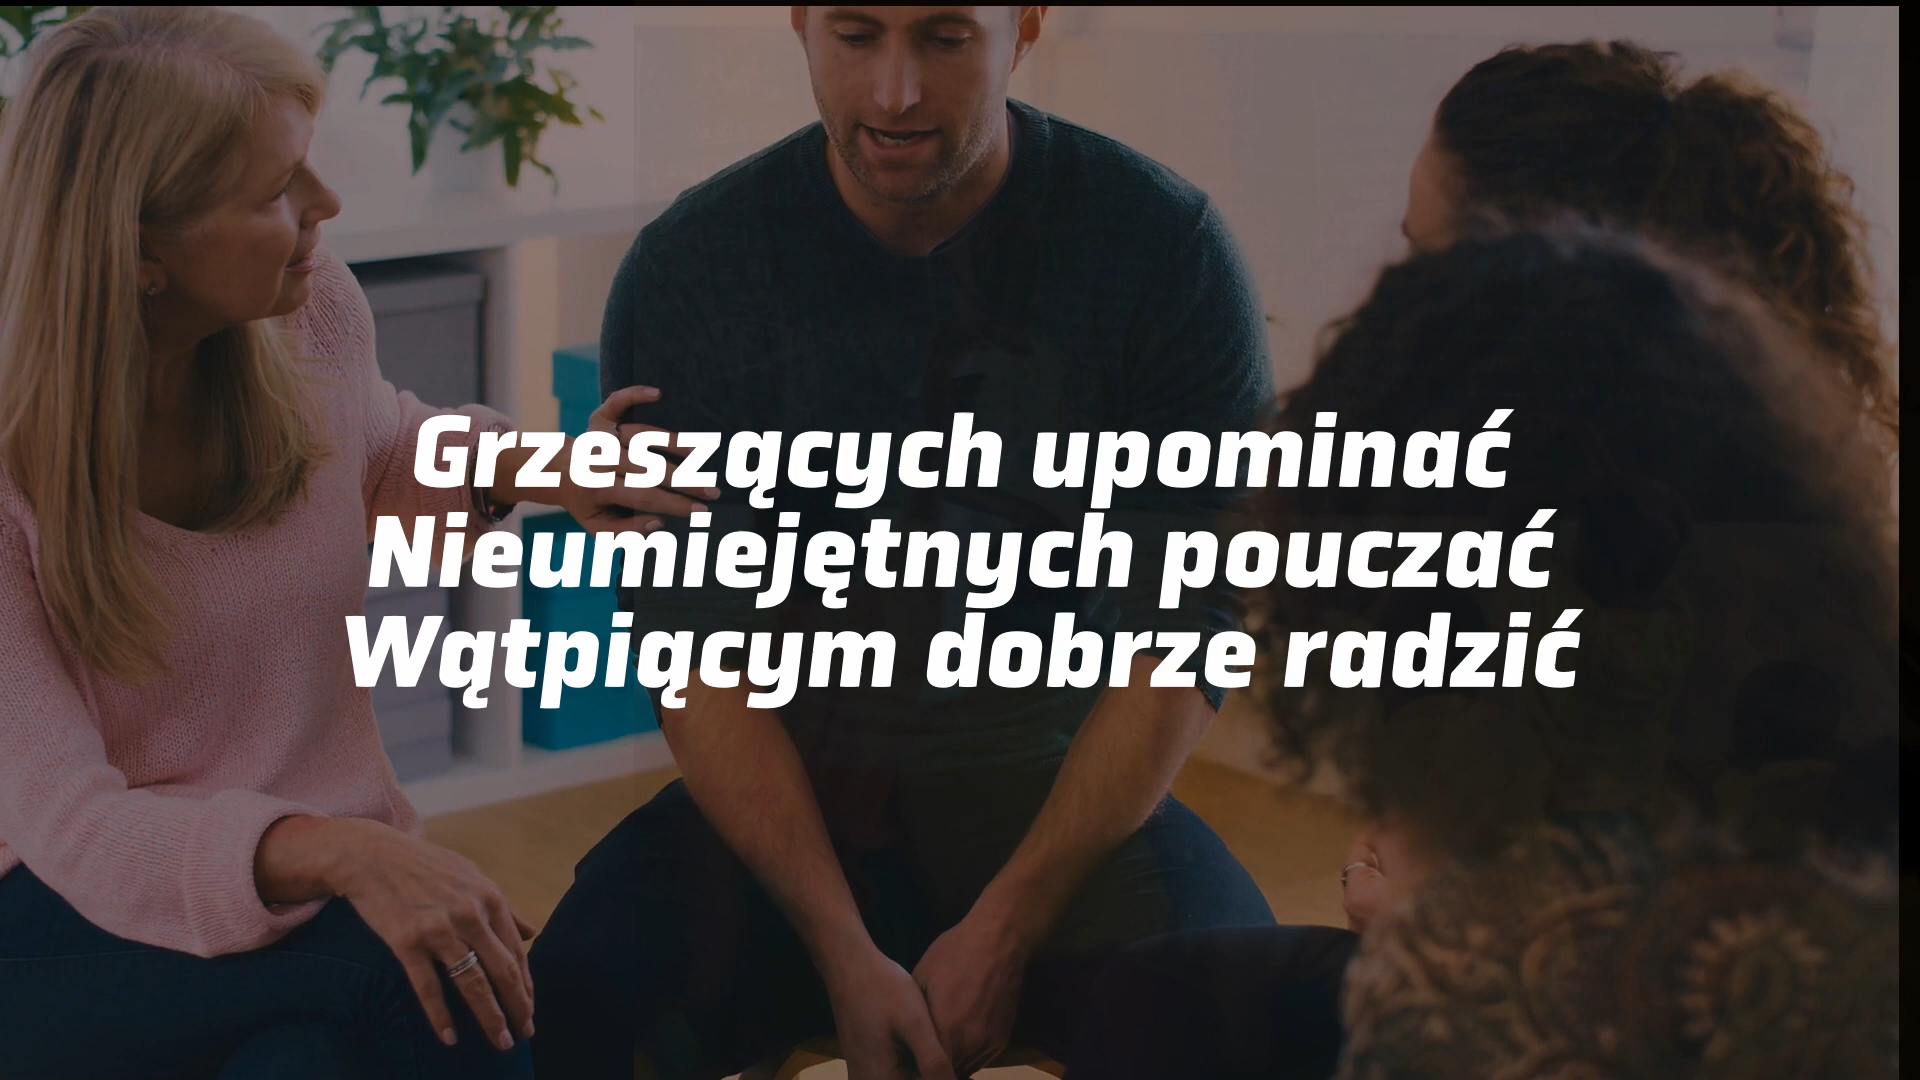 Grzeszących upominać
Nieumiejętnych pouczać
Wątpiącym dobrze radzić